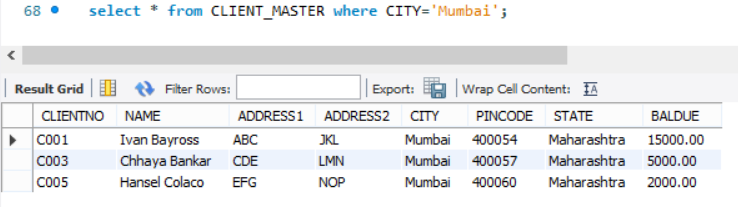 68 select * from CLIENT_MASTER where CITY='Mumbai';
Result Grid Filter Rows: Export: Wrap Cell Content: IA
CLIENTNO NAME ADDRESS1 ADDRESS2 CITY PINCODE STATE BALDUE
C001 Ivan Bayross ABC JKL Mumbai 400054 Maharashtra 15000.00
C003 Chhaya Bankar CDE LMN Mumbai 400057 Maharashtra 5000.00
C005 Hansel Colaco EFG NOP Mumbai 400060 Maharashtra 2000.00